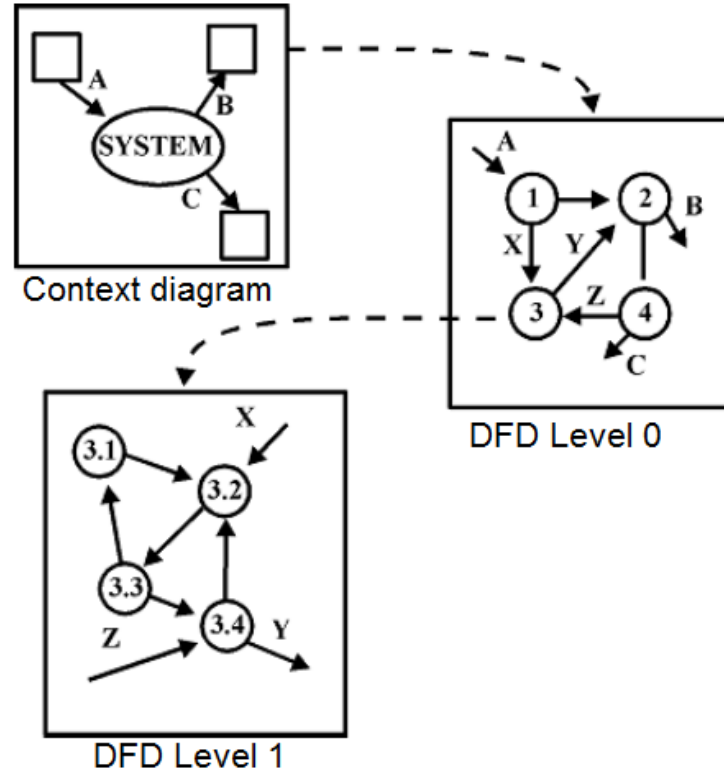 A
B
SYSTEM
C
Context diagram
A
1
2
B
X
Y
Z
3
4
C
DFD Level 0
X
3.1
3.2
3.3
Z
3.4
Y
DFD Level 1